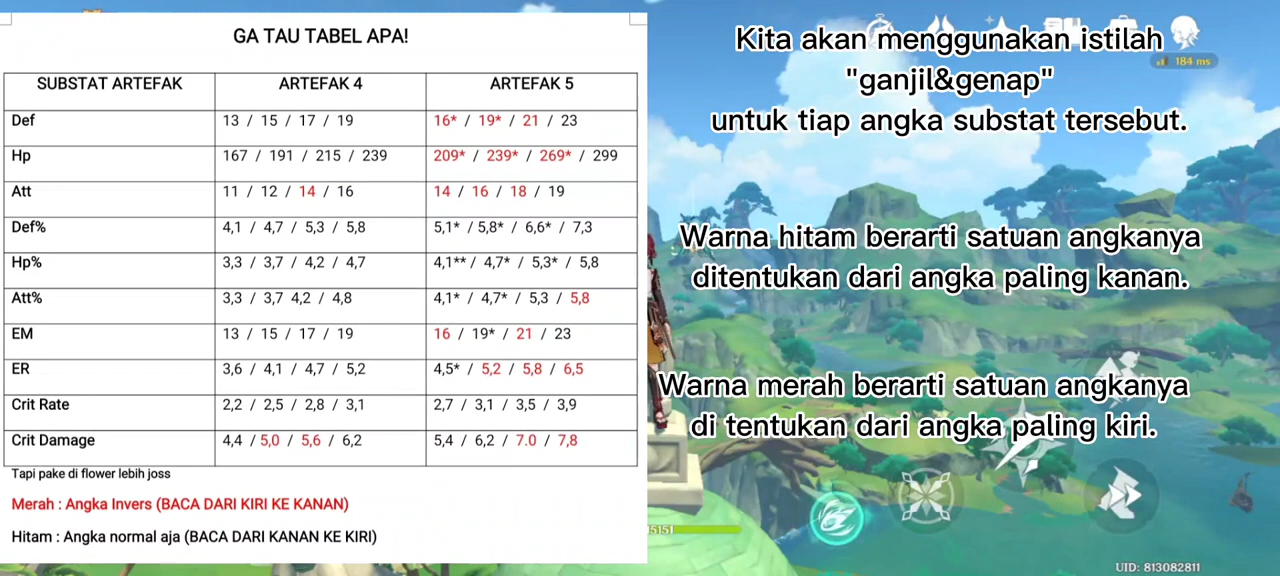 GA TAU TABEL APA!
SUBSTAT ARTEFAK ARTEFAK 4 ARTEFAK 5
Def 13 / 15 / 17 / 19 16* / 19* / 21 / 23
Hp 167 / 191 / 215 / 239 209* / 239* / 269* / 299
Att 11 / 12 / 14 / 16 14 / 16 / 18 / 19
Def% 4,1 / 4,7 / 5,3 / 5,8 5,1* / 5,8* / 6,6* / 7,3
Hp% 3,3 / 3,7 / 4,2 / 4,7 4,1** / 4,7* / 5,3* / 5,8
Att% 3,3 / 3,7 4,2 / 4,8 4,1* / 4,7* / 5,3 / 5,8
EM 13 / 15 / 17 / 19 16 / 19* / 21 / 23
ER 3,6 / 4,1 / 4,7 / 5,2 4,5* / 5,2 / 5,8 / 6,5
Crit Rate 2,2 / 2,5 / 2,8 / 3,1 2,7 / 3,1 / 3,5 / 3,9
Crit Damage 4,4 / 5,0 / 5,6 / 6,2 5,4 / 6,2 / 7.0 / 7,8
Tapi pake di flower lebih joss
Merah : Angka Invers (BACA DARI KIRI KE KANAN)
Hitam : Angka normal aja (BACA DARI KANAN KE KIRI)
Kita akan menggunakan istilah
"ganjil&genap"
untuk tiap angka substat tersebut.
184 ms
Warna hitam berarti satuan angkanya
ditentukan dari angka paling kanan.
Warna merah berarti satuan angkanya
di tentukan dari angka paling kiri.
UID: 813082811